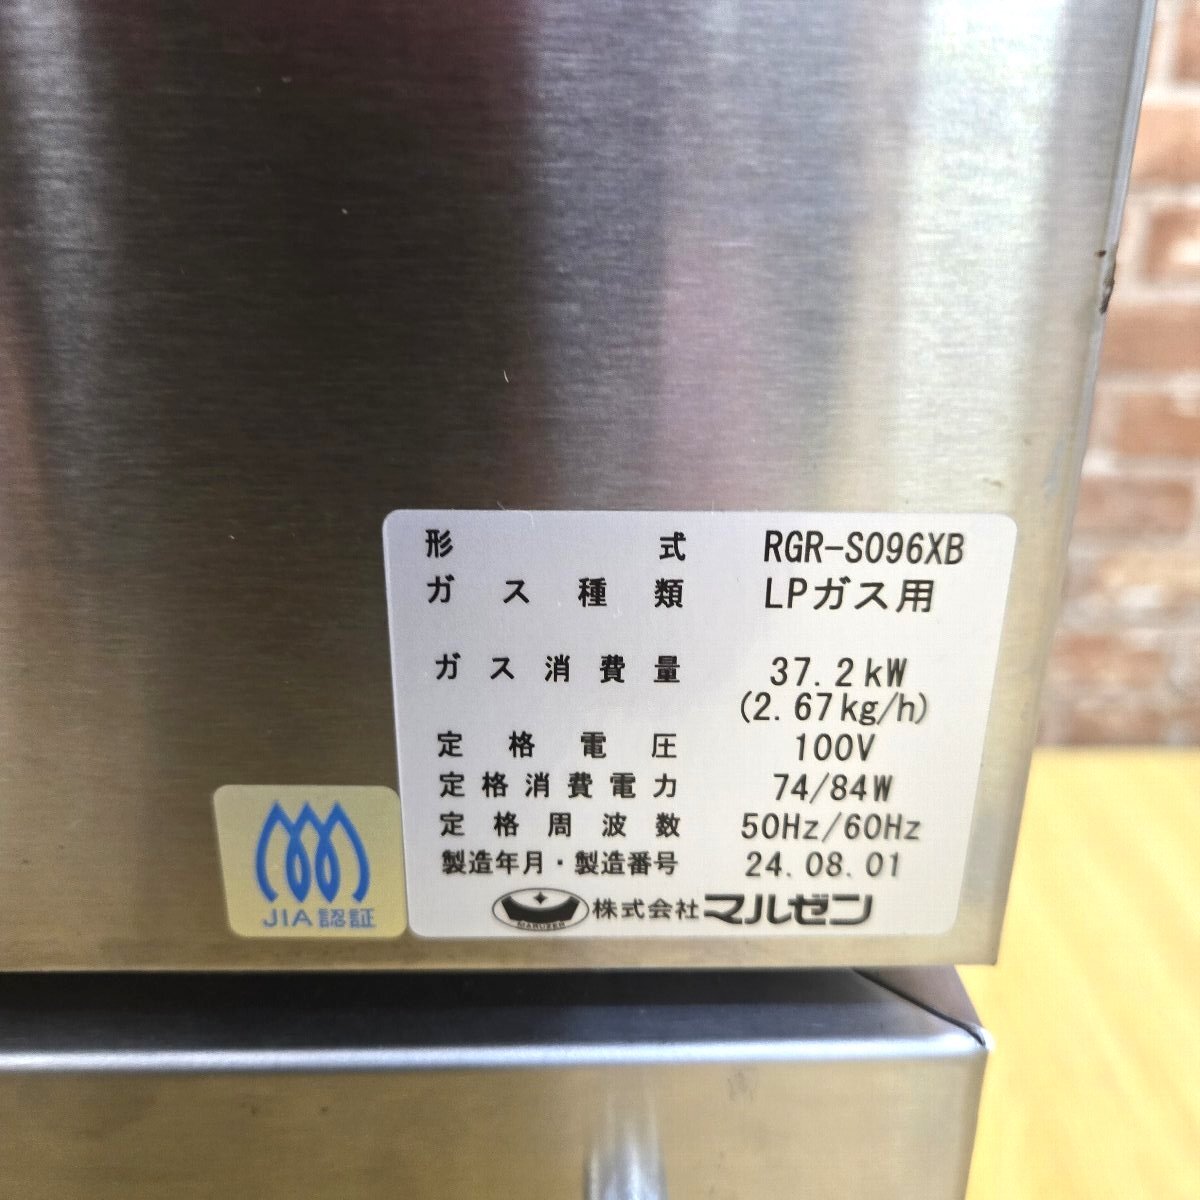 形式 RGR-S096XB
ガス種類 LPガス用
ガス消費量 37.2kW
(2.67kg/h)
定格電圧 100V
定格消費電力 74/84W
定格周波数 50Hz/60Hz
製造年月・製造番号 24.08.01
MARUZEN 株式会社マルゼン
JIA認証